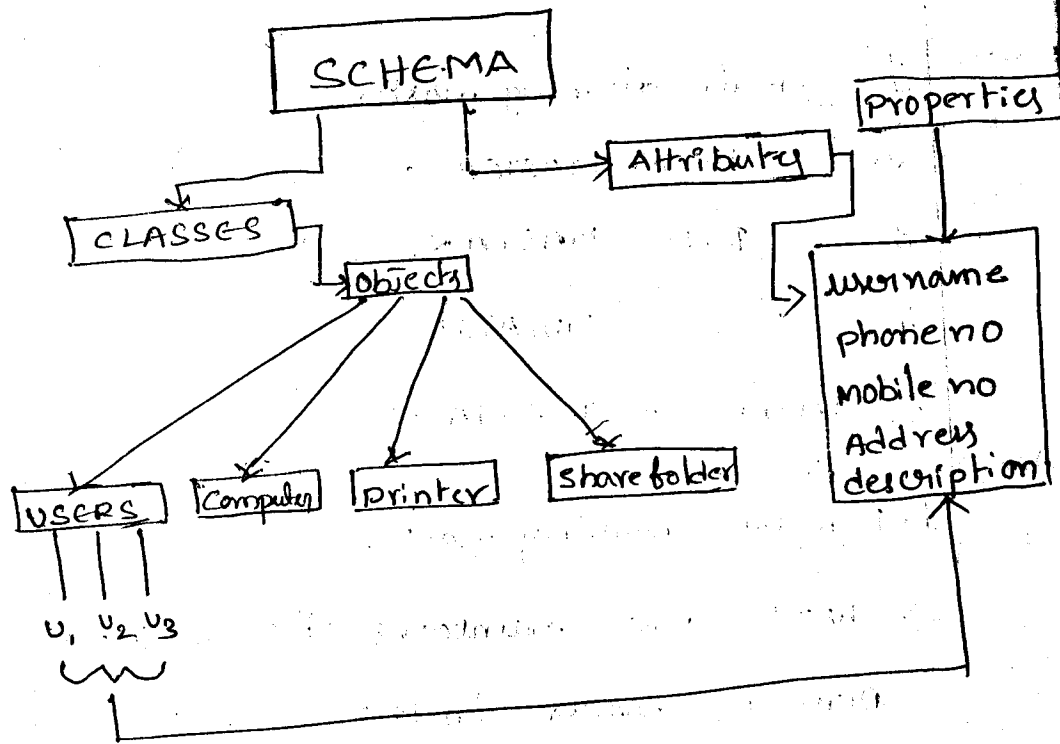 SCHEMA
Properties
Attributes
CLASSES
Objects
username
phone no
mobile no
Address
description
USERS
Computer
Printer
Share folder
U1 U2 U3